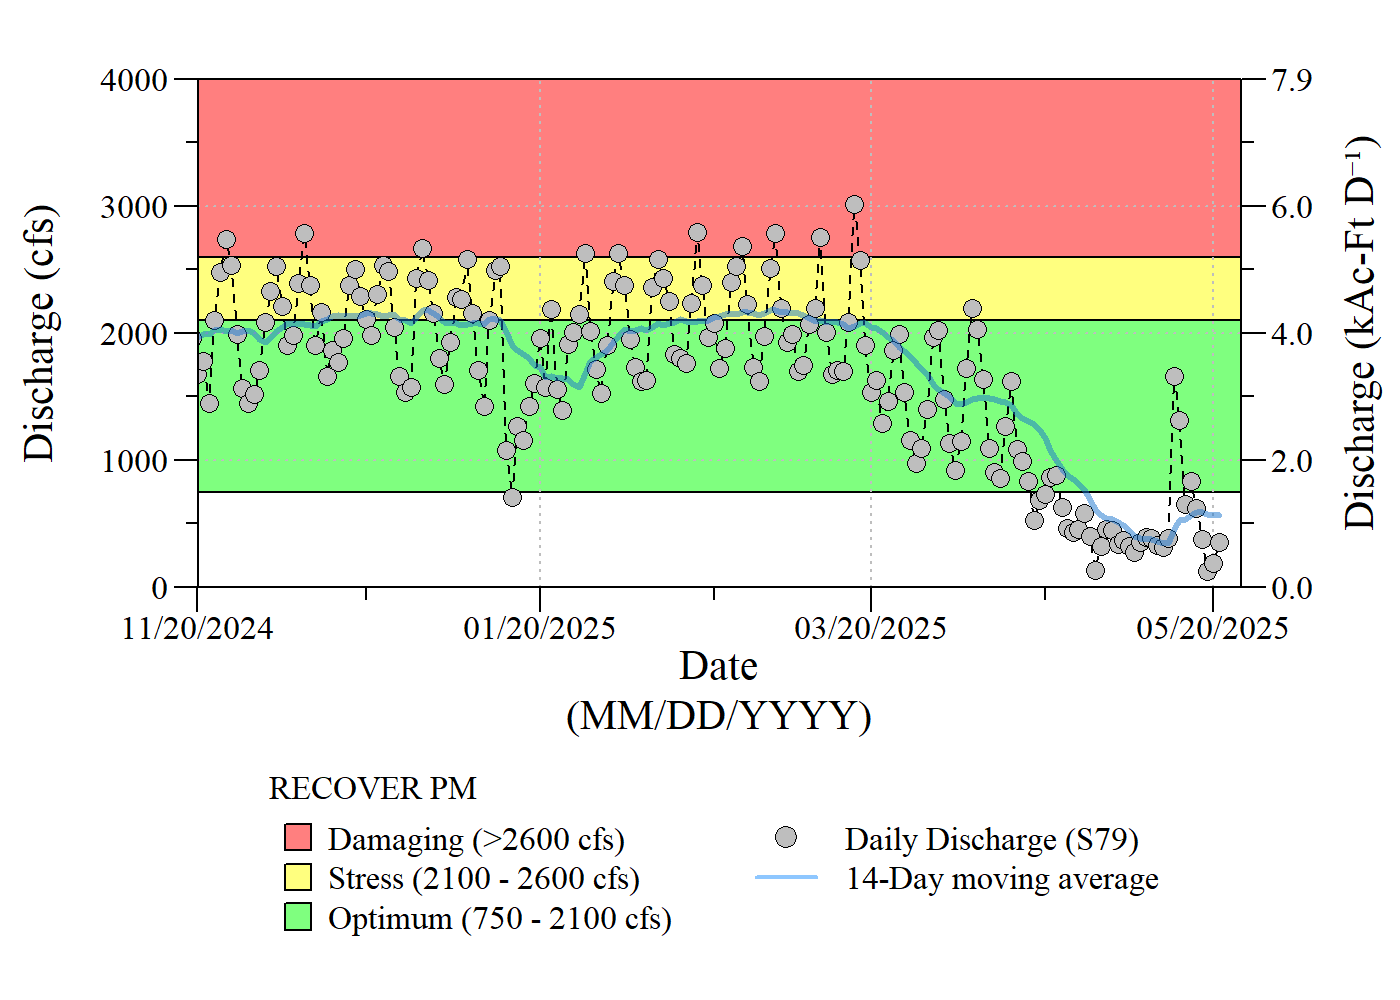 4000
3000
2000
1000
0
Discharge (cfs)
7.9
6.0
4.0
2.0
0.0
Discharge (kAc-Ft D⁻¹)
11/20/2024 01/20/2025 03/20/2025 05/20/2025
Date
(MM/DD/YYYY)
RECOVER PM
Damaging (>2600 cfs)
Stress (2100 - 2600 cfs)
Optimum (750 - 2100 cfs)
Daily Discharge (S79)
14-Day moving average